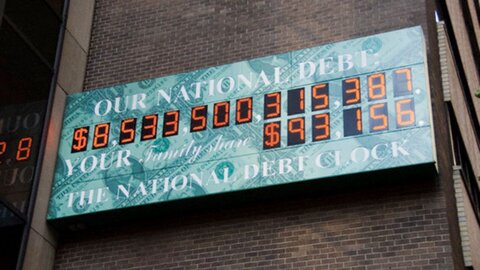 OUR NATIONAL DEBT:
$8,533,500,315,387
YOUR Family share $93,156
THE NATIONAL DEBT CLOCK